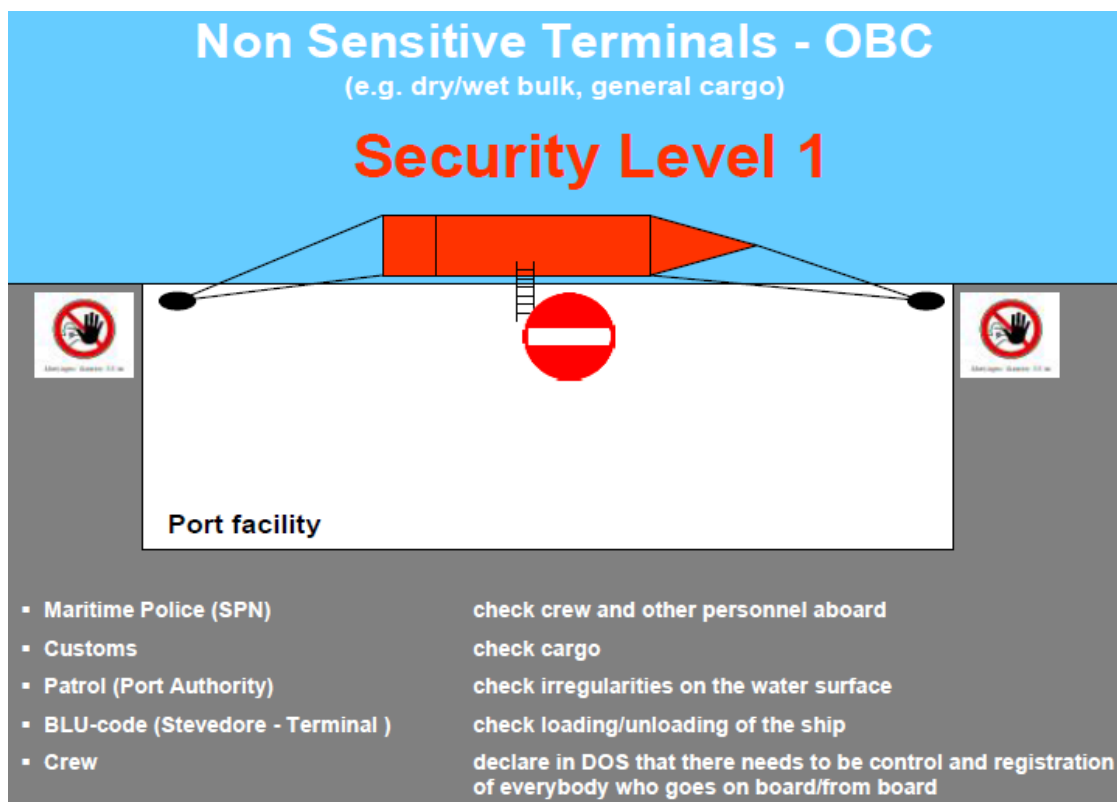 Non Sensitive Terminals - OBC
(e.g. dry/wet bulk, general cargo)
Security Level 1
Port facility
▪ Maritime Police (SPN) check crew and other personnel aboard
▪ Customs check cargo
▪ Patrol (Port Authority) check irregularities on the water surface
▪ BLU-code (Stevedore - Terminal ) check loading/unloading of the ship
▪ Crew declare in DOS that there needs to be control and registration
of everybody who goes on board/from board